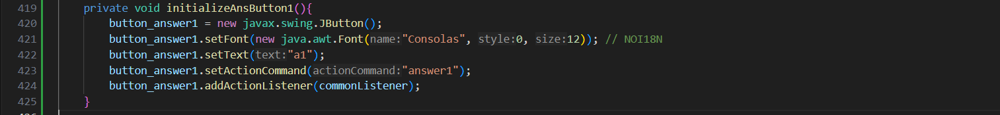 419 private void initializeAnsButton1(){
420 button_answer1 = new javax.swing.JButton();
421 button_answer1.setFont(new java.awt.Font(name:"Consolas", style:0, size:12)); // NOI18N
422 button_answer1.setText(text:"a1");
423 button_answer1.setActionCommand(actionCommand:"answer1");
424 button_answer1.addActionListener(commonListener);
425 }